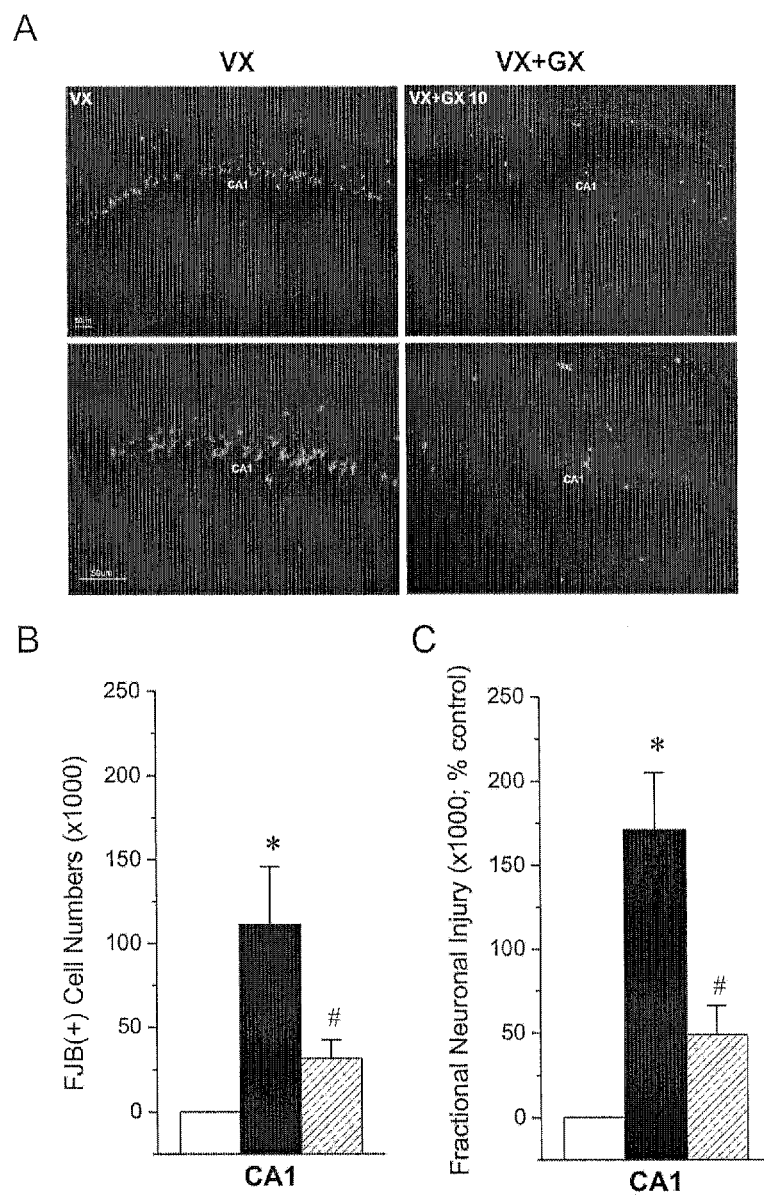 A
VX
VX+GX
VX
VX+GX 10
CA1
CA1
CA1
50um
CA1
B
C
FJB(+) Cell Numbers (x1000)
250
200
150
100
50
0
*
#
CA1
Fractional Neuronal Injury (x1000; % control)
250
200
150
100
50
0
*
#
CA1